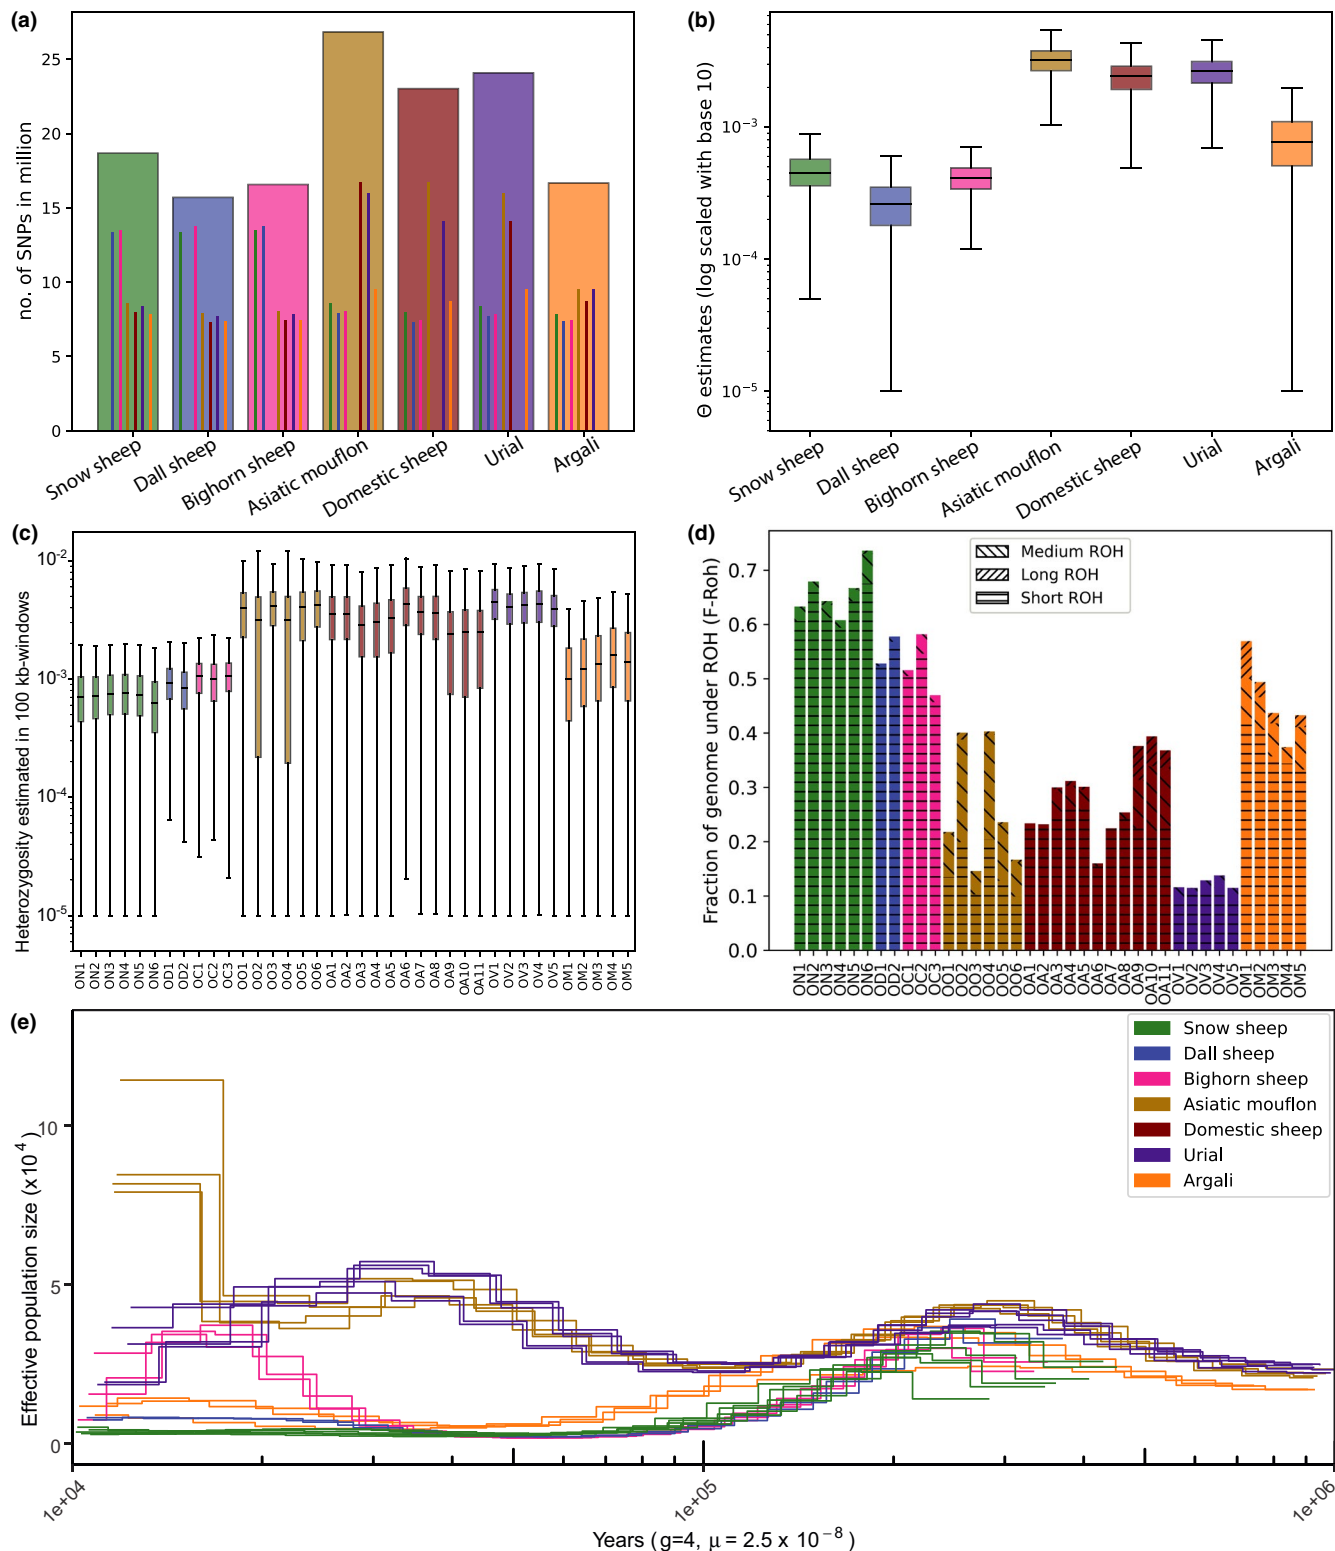 (a)
no. of SNPs in million
25
20
15
10
5
0
Snow sheep
Dall sheep
Bighorn sheep
Asiatic mouflon
Domestic sheep
Urial
Argali
(b)
Θ estimates (log scaled with base 10)
10⁻³
10⁻⁴
10⁻⁵
Snow sheep
Dall sheep
Bighorn sheep
Asiatic mouflon
Domestic sheep
Urial
Argali
(c)
Heterozygosity estimated in 100 kb-windows
10⁻²
10⁻³
10⁻⁴
10⁻⁵
ON1
ON2
ON3
ON4
ON5
ON6
OD1
OD2
OC1
OC2
OC3
OO1
OO2
OO3
OO4
OO5
OO6
OA1
OA2
OA3
OA4
OA5
OA6
OA7
OA8
OA9
OA10
OA11
OV1
OV2
OV3
OV4
OV5
OM1
OM2
OM3
OM4
OM5
(d)
Fraction of genome under ROH (F-Roh)
0.7
0.6
0.5
0.4
0.3
0.2
0.1
0.0
Medium ROH
Long ROH
Short ROH
ON1
ON2
ON3
ON4
ON5
ON6
OD1
OD2
OC1
OC2
OC3
OO1
OO2
OO3
OO4
OO5
OO6
OA1
OA2
OA3
OA4
OA5
OA6
OA7
OA8
OA9
OA10
OA11
OV1
OV2
OV3
OV4
OV5
OM1
OM2
OM3
OM4
OM5
(e)
Effective population size (x10⁴)
10
5
0
Snow sheep
Dall sheep
Bighorn sheep
Asiatic mouflon
Domestic sheep
Urial
Argali
1e+04
1e+05
1e+06
Years (g=4, μ = 2.5 x 10⁻⁸)